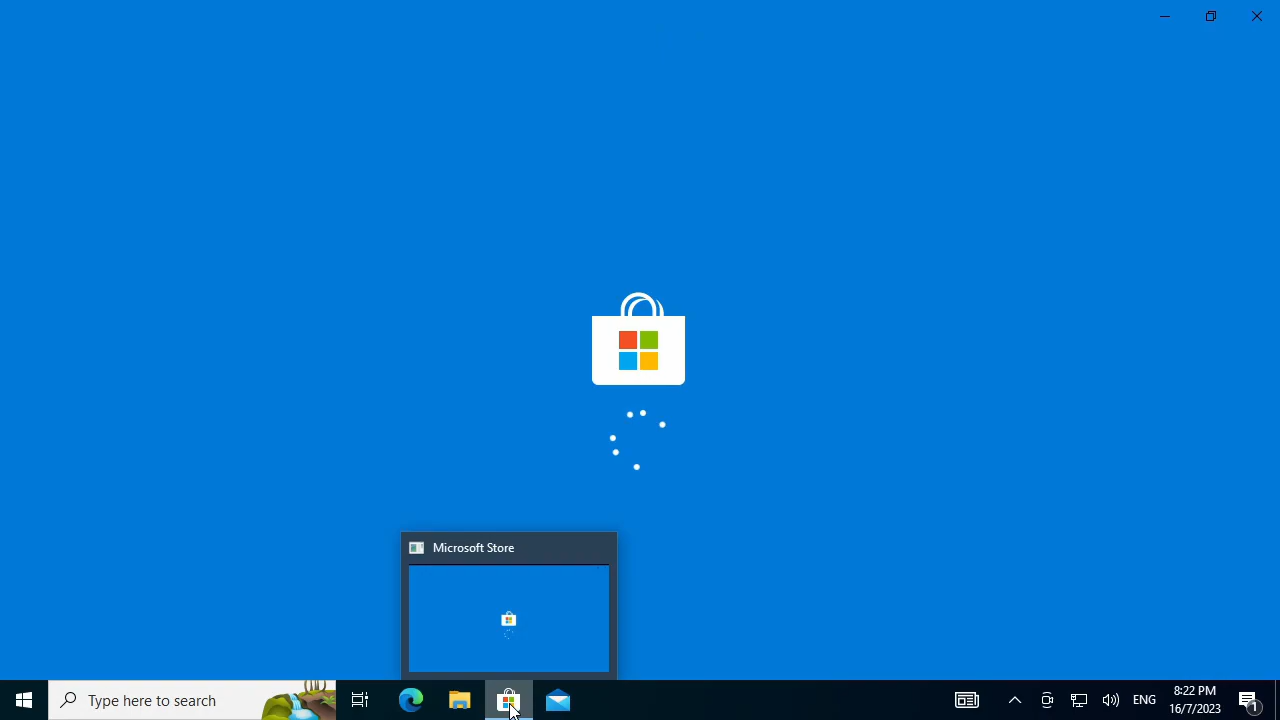 Microsoft Store
Type here to search
ENG
8:22 PM
16/7/2023
1